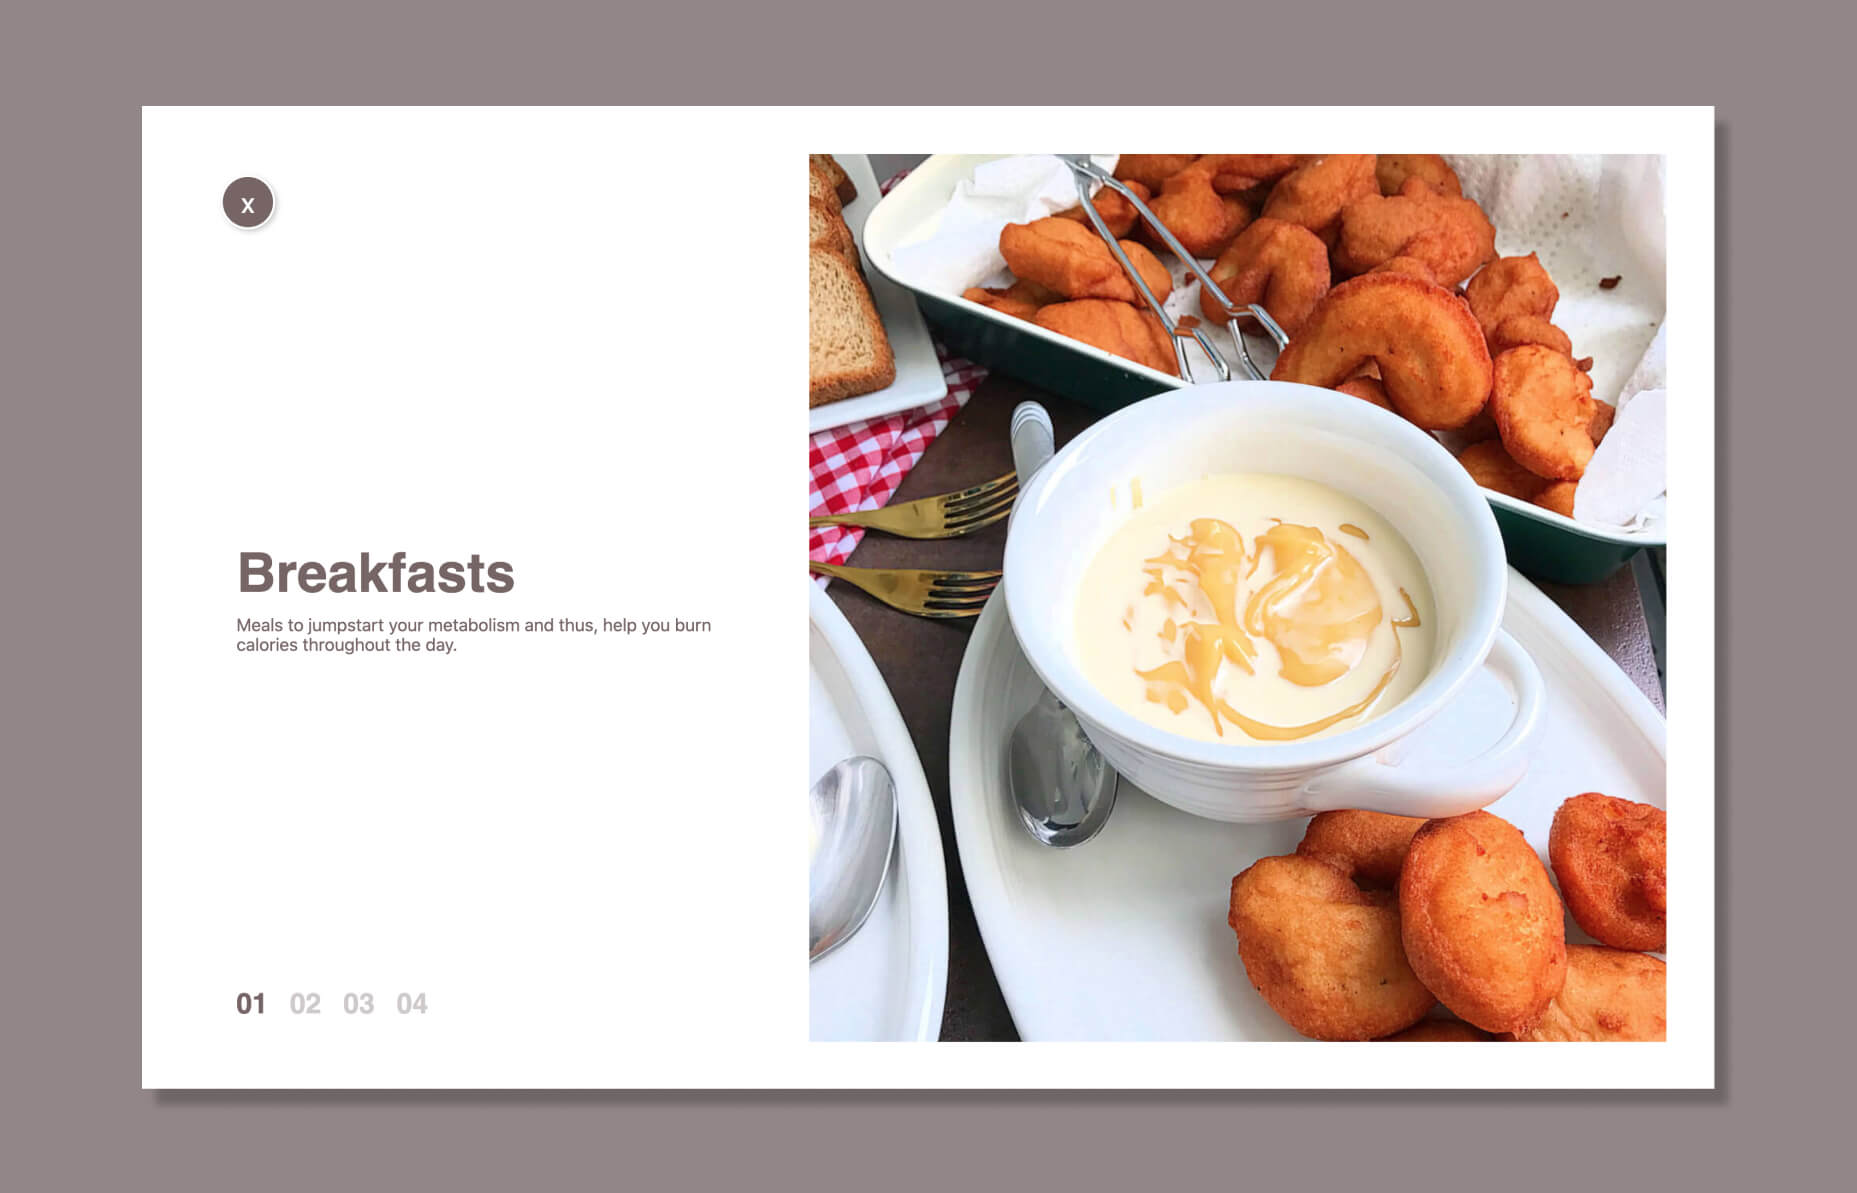 x
Breakfasts
Meals to jumpstart your metabolism and thus, help you burn
calories throughout the day.
01 02 03 04